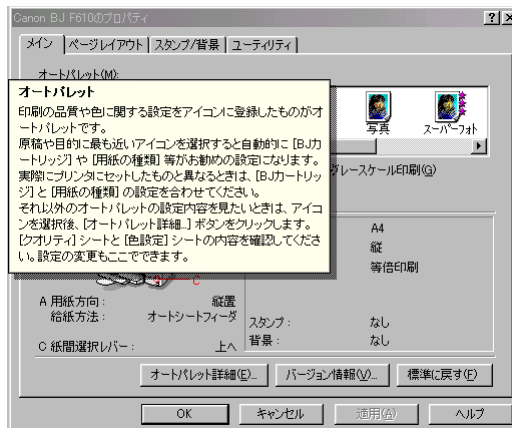 Canon BJ F610のプロパティ
メイン ページレイアウト スタンプ/背景 ユーティリティ
オートパレット(M):
オートパレット
印刷の品質や色に関する設定をアイコンに登録したものがオ
ートパレットです。
原稿や目的に最も近いアイコンを選択すると自動的に [BJカ
ートリッジ] や [用紙の種類] 等がお勧めの設定になります。
実際にプリンタにセットしたものと異なるときは、[BJカートリッ
ジ] と [用紙の種類] の設定を合わせてください。
それ以外のオートパレットの設定内容を見たいときは、アイコ
ンを選択後、[オートパレット詳細...] ボタンをクリックします。
[クオリティ] シートと [色設定] シートの内容を確認してくださ
い。設定の変更もここでできます。
写真 スーパーフォト
グレースケール印刷(G)
A4
縦
等倍印刷
C
A 用紙方向: 縦置
給紙方法: オートシートフィーダ
C 紙間選択レバー: 上へ
スタンプ: なし
背景: なし
オートパレット詳細(E)... バージョン情報(V)... 標準に戻す(F)
OK キャンセル 適用(A) ヘルプ